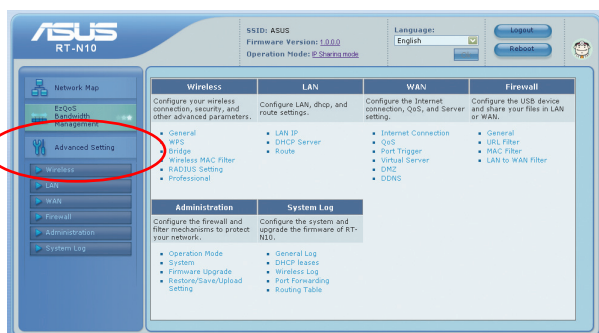 ASUS
RT-N10
SSID: ASUS
Firmware Version: 1.0.0.0
Operation Mode: IP Sharing mode
Language:
English
Logout
Reboot
Network Map
EzQoS
Bandwidth
Management
Advanced Setting
Wireless
LAN
WAN
Firewall
Administration
System Log
Wireless
Configure your wireless
connection, security, and
other advanced parameters.
General
WPS
Bridge
Wireless MAC Filter
RADIUS Setting
Professional
LAN
Configure LAN, dhcp, and
route settings.
LAN IP
DHCP Server
Route
WAN
Configure the Internet
connection, QoS, and Server
setting.
Internet Connection
QoS
Port Trigger
Virtual Server
DMZ
DDNS
Firewall
Configure the USB device
and share your files in LAN
or WAN.
General
URL Filter
MAC Filter
LAN to WAN Filter
Administration
Configure the firewall and
filter mechanisms to protect
your network.
Operation Mode
System
Firmware Upgrade
Restore/Save/Upload
Setting
System Log
Configure the system and
upgrade the firmware of RT-
N10.
General Log
DHCP leases
Wireless Log
Port Forwarding
Routing Table